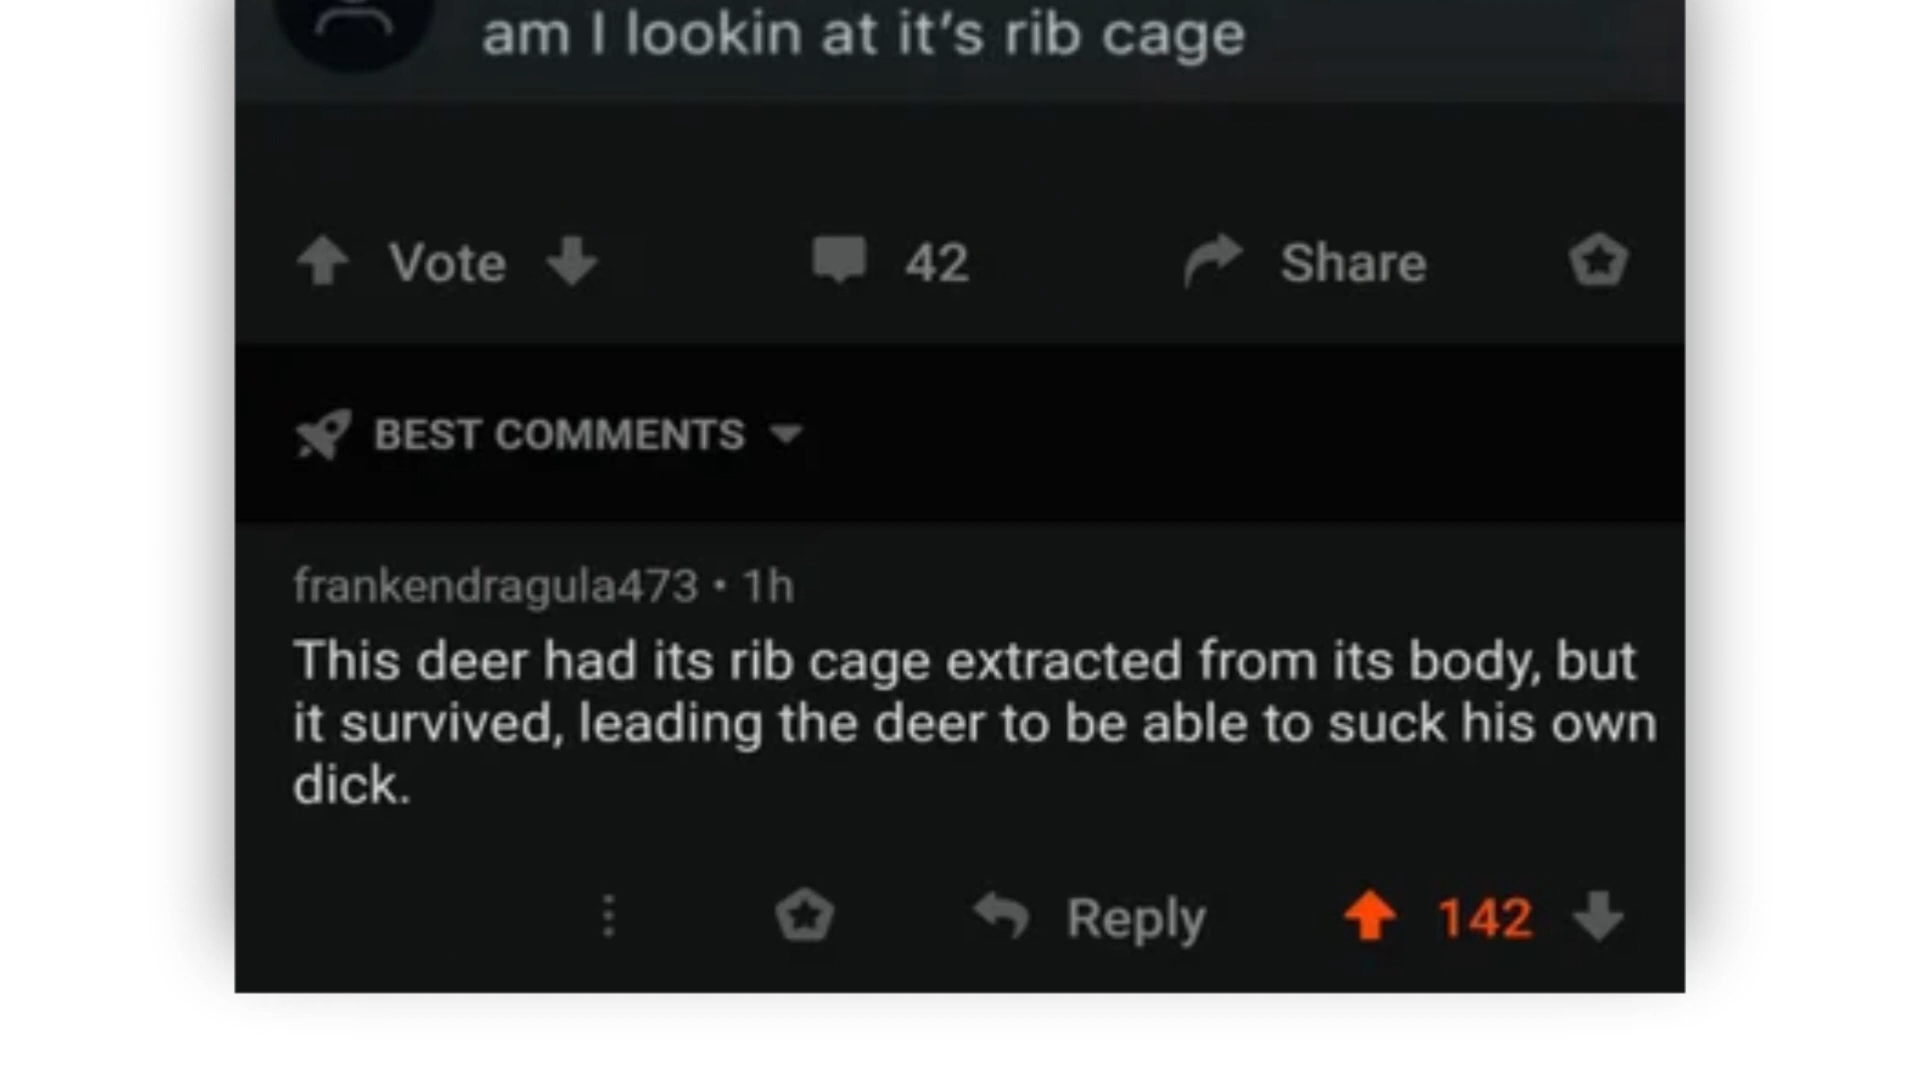 am I lookin at it's rib cage
Vote
42
Share
BEST COMMENTS
frankendragula473 • 1h
This deer had its rib cage extracted from its body, but
it survived, leading the deer to be able to suck his own
dick.
Reply
142